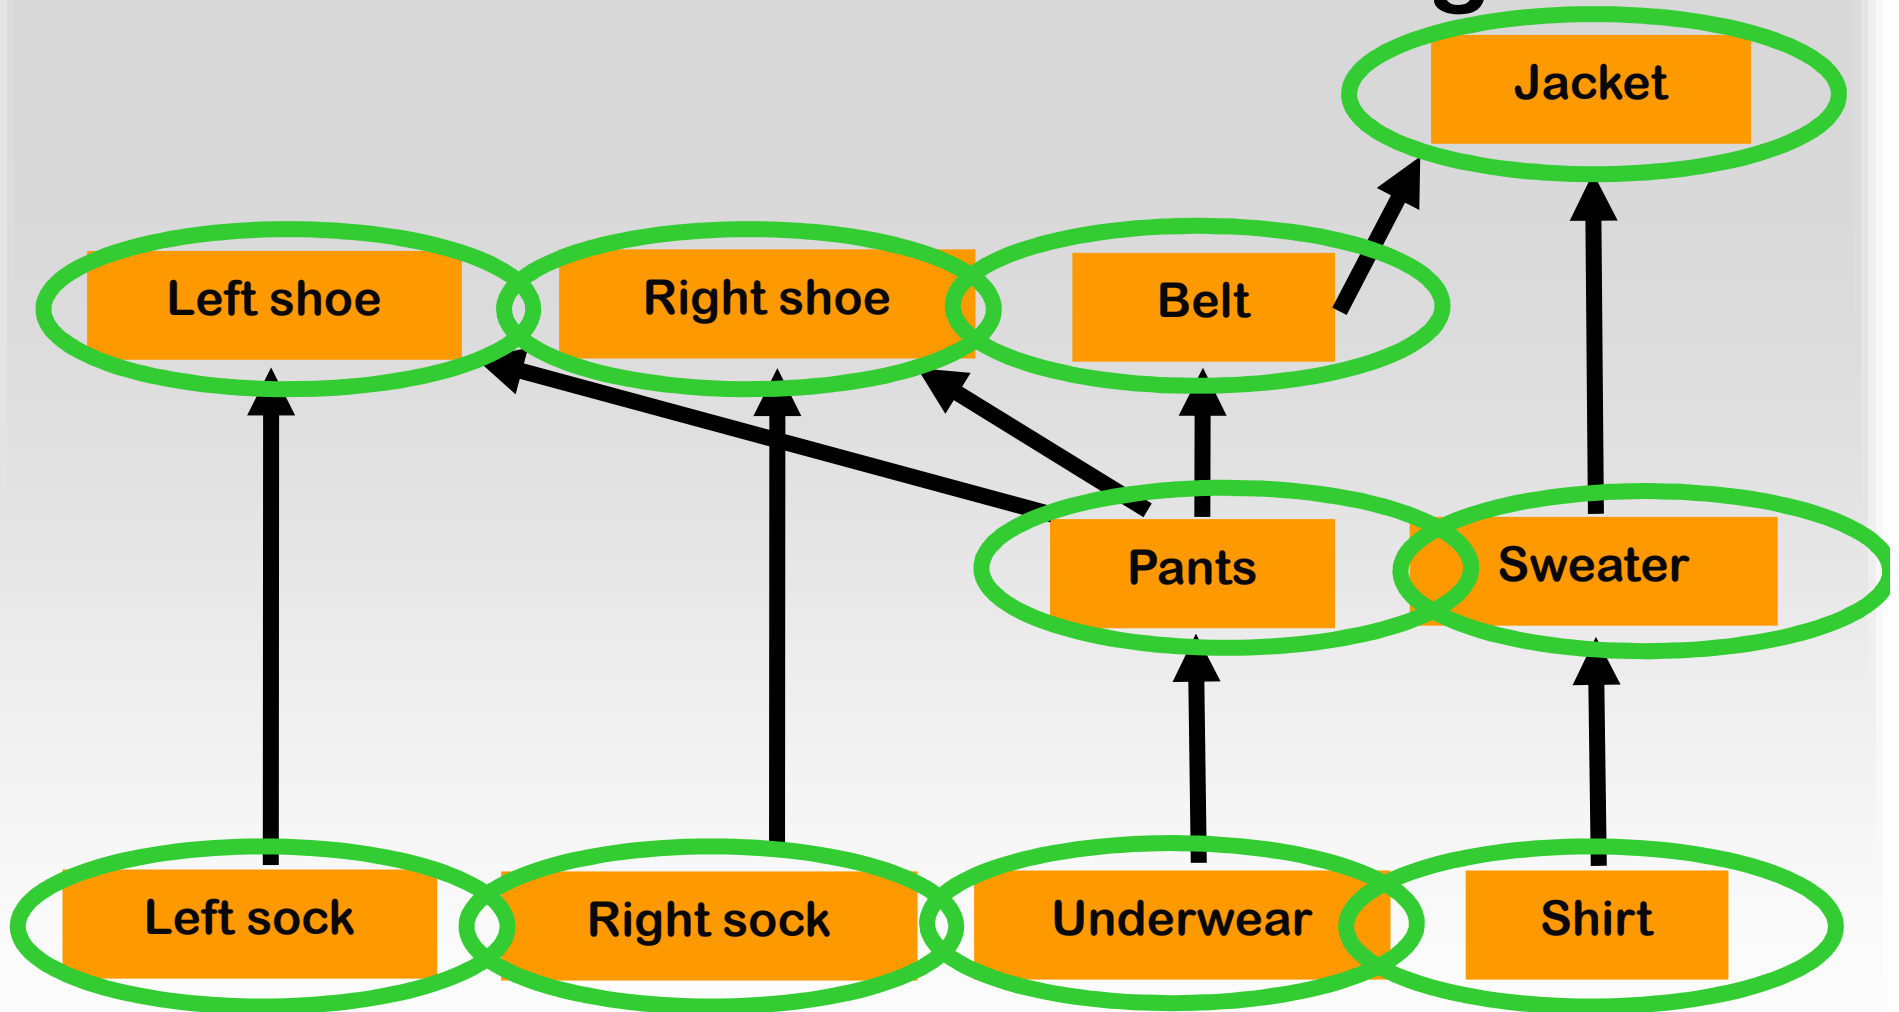 Jacket
Left shoe
Right shoe
Belt
Pants
Sweater
Left sock
Right sock
Underwear
Shirt